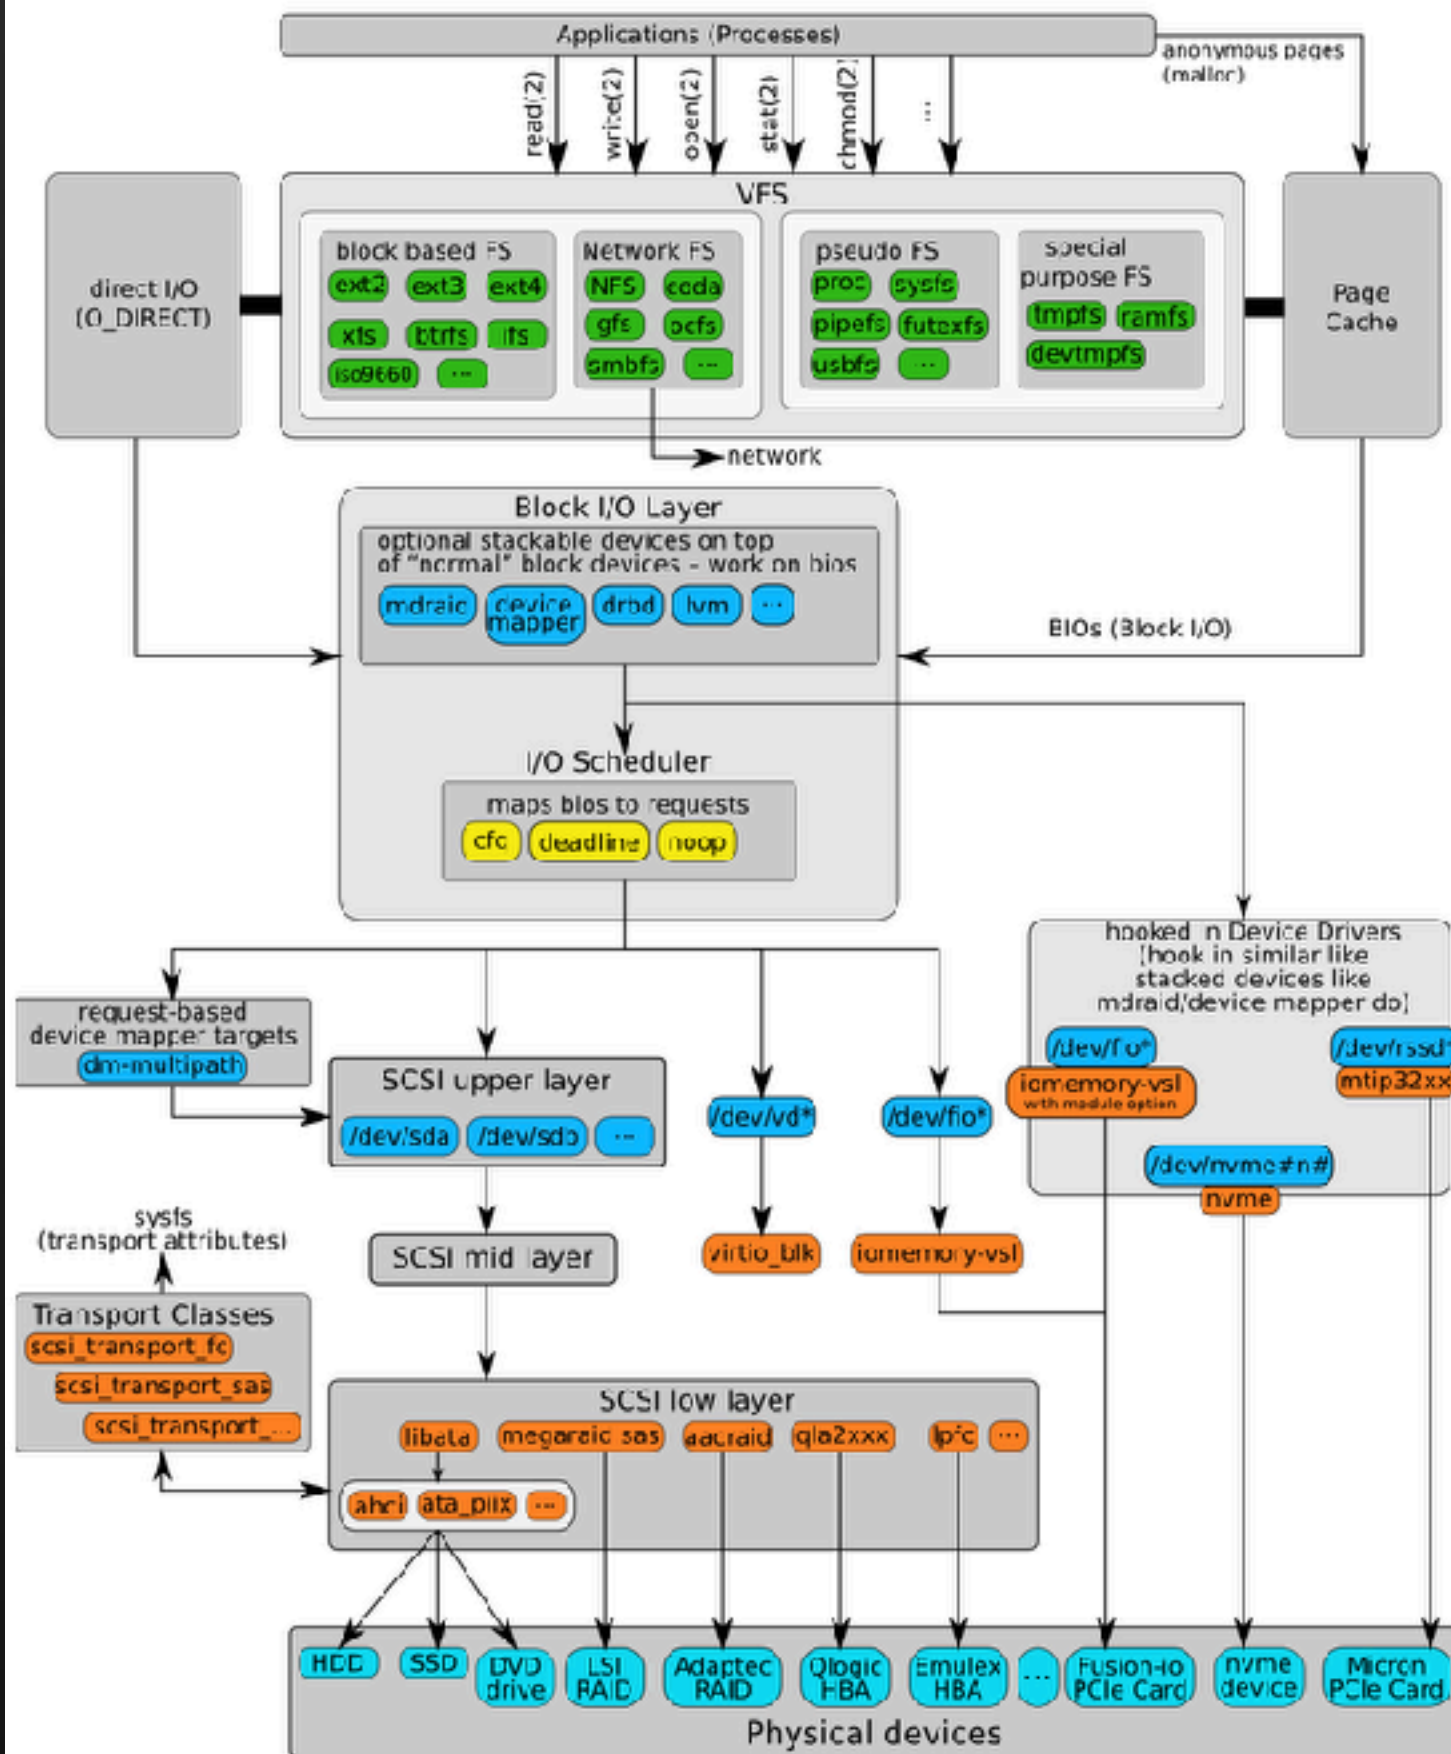 Applications (Processes)
anonymous pages
(malloc)
read(2)
write(2)
open(2)
stat(2)
chmod(2)
...
VFS
direct I/O
(O_DIRECT)
block based FS
ext2 ext3 ext4
xfs btrfs ifs
iso9660 ...
Network FS
NFS coda
gfs ocfs
smbfs ...
pseudo FS
proc sysfs
pipefs futexfs
usbfs ...
special
purpose FS
tmpfs ramfs
devtmpfs
Page
Cache
network
Block I/O Layer
optional stackable devices on top
of "normal" block devices - work on bios
mdraid device
mapper drbd lvm ...
BIOs (Block I/O)
I/O Scheduler
maps bios to requests
cfq deadline noop
hooked in Device Drivers
(hook in similar like
stacked devices like
mdraid/device mapper do)
/dev/fio*
iomemory-vsl
with module option
/dev/rssd*
mtip32xx
/dev/nvme#n#
nvme
request-based
device mapper targets
dm-multipath
SCSI upper layer
/dev/sda /dev/sdb ...
/dev/vd*
/dev/fio*
SCSI mid layer
virtio_blk
iomemory-vsl
sysfs
(transport attributes)
Transport Classes
scsi_transport_fc
scsi_transport_sas
scsi_transport_...
SCSI low layer
libata megaraid_sas aacraid qla2xxx lpfc ...
ahci ata_piix ...
HDD
SSD
DVD
drive
LSI
RAID
Adaptec
RAID
Qlogic
HBA
Emulex
HBA
...
Fusion-io
PCIe Card
nvme
device
Micron
PCIe Card
Physical devices